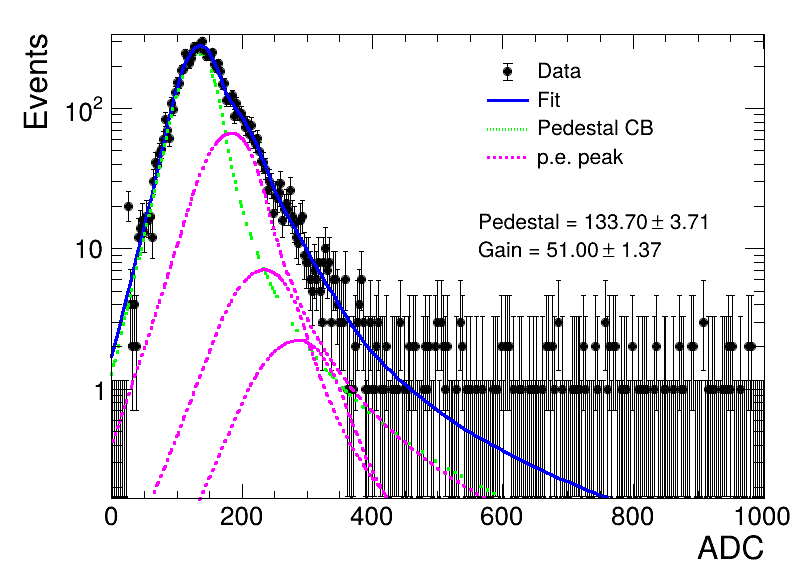 Events
10²
10
1
Data
Fit
Pedestal CB
p.e. peak
Pedestal = 133.70 ± 3.71
Gain = 51.00 ± 1.37
0 200 400 600 800 1000
ADC